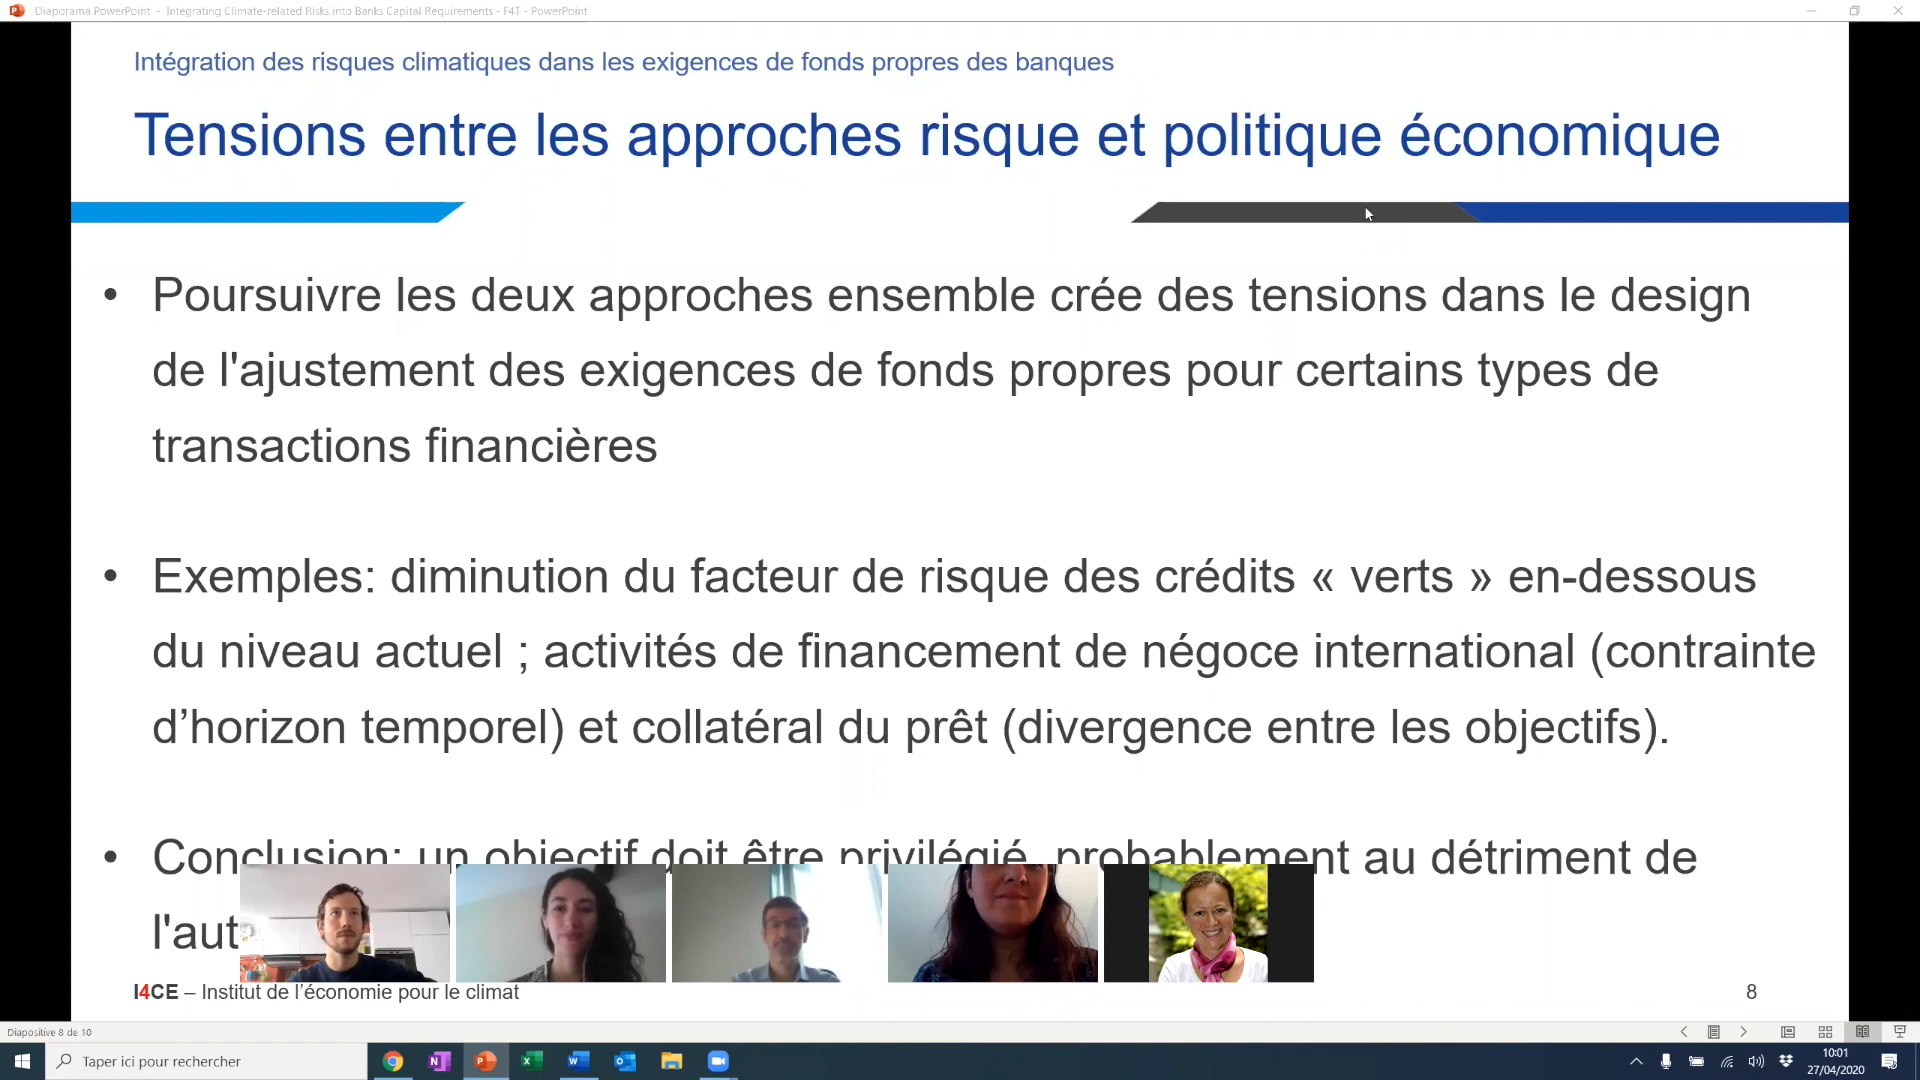 Diaporama PowerPoint - Integrating Climate-related Risks into Banks Capital Requirements - F4T - PowerPoint
Intégration des risques climatiques dans les exigences de fonds propres des banques
Tensions entre les approches risque et politique économique
• Poursuivre les deux approches ensemble crée des tensions dans le design
de l'ajustement des exigences de fonds propres pour certains types de
transactions financières
• Exemples: diminution du facteur de risque des crédits « verts » en-dessous
du niveau actuel ; activités de financement de négoce international (contrainte
d’horizon temporel) et collatéral du prêt (divergence entre les objectifs).
• Conclusion: un objectif doit être privilégié, probablement au détriment de
I4CE – Institut de l’économie pour le climat
8
Diapositive 8 de 10
Taper ici pour rechercher
10:01
27/04/2020